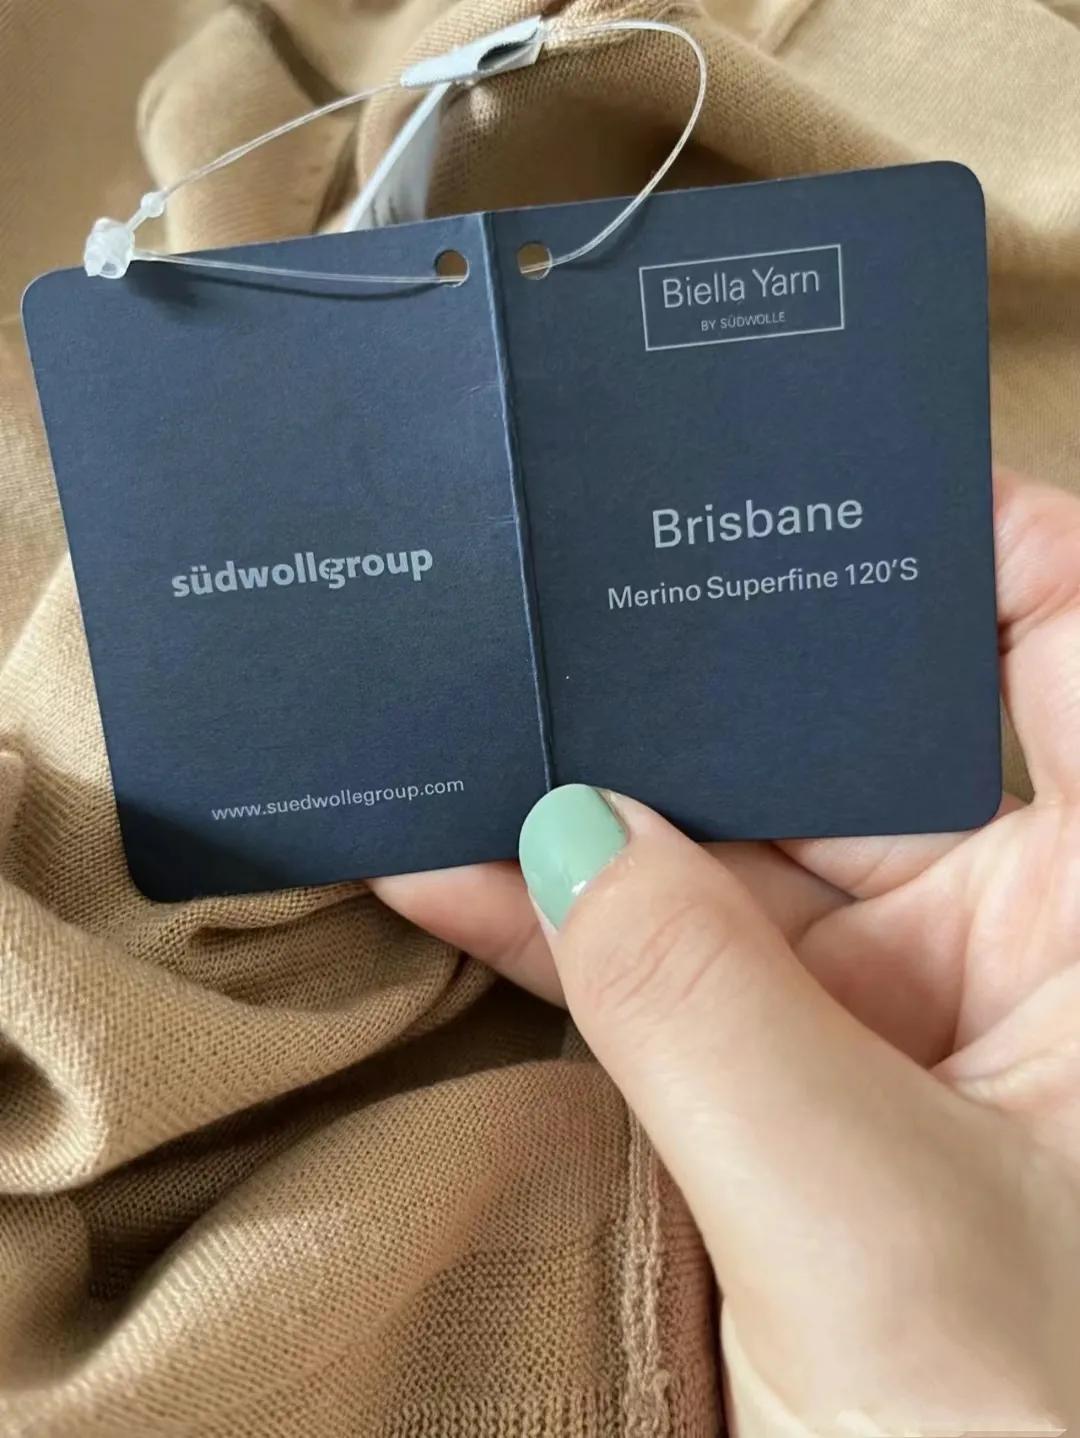 südwollegroup
www.suedwollegroup.com
Biella Yarn
BY SÜDWOLLE
Brisbane
Merino Superfine 120'S